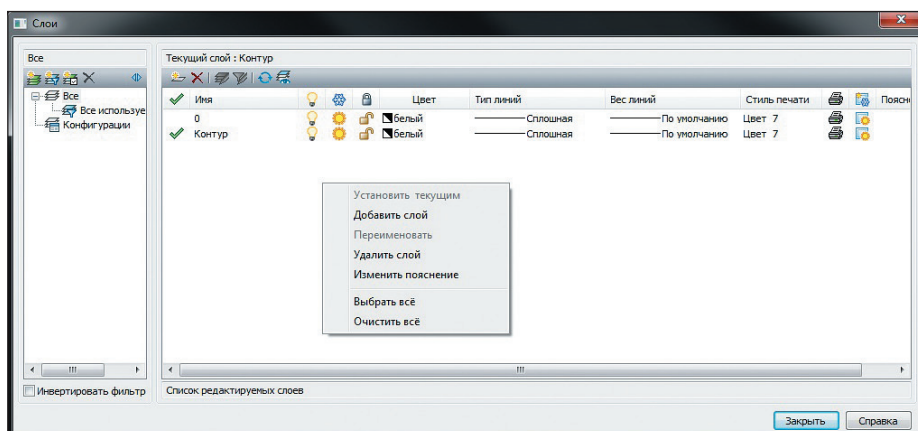 Слои
Все
Текущий слой : Контур
Все
Все используе
Конфигурации
Имя Цвет Тип линий Вес линий Стиль печати Поясн
0 белый Сплошная По умолчанию Цвет 7
Контур белый Сплошная По умолчанию Цвет 7
Установить текущим
Добавить слой
Переименовать
Удалить слой
Изменить пояснение
Выбрать всё
Очистить всё
Инвертировать фильтр
Список редактируемых слоев
Закрыть Справка